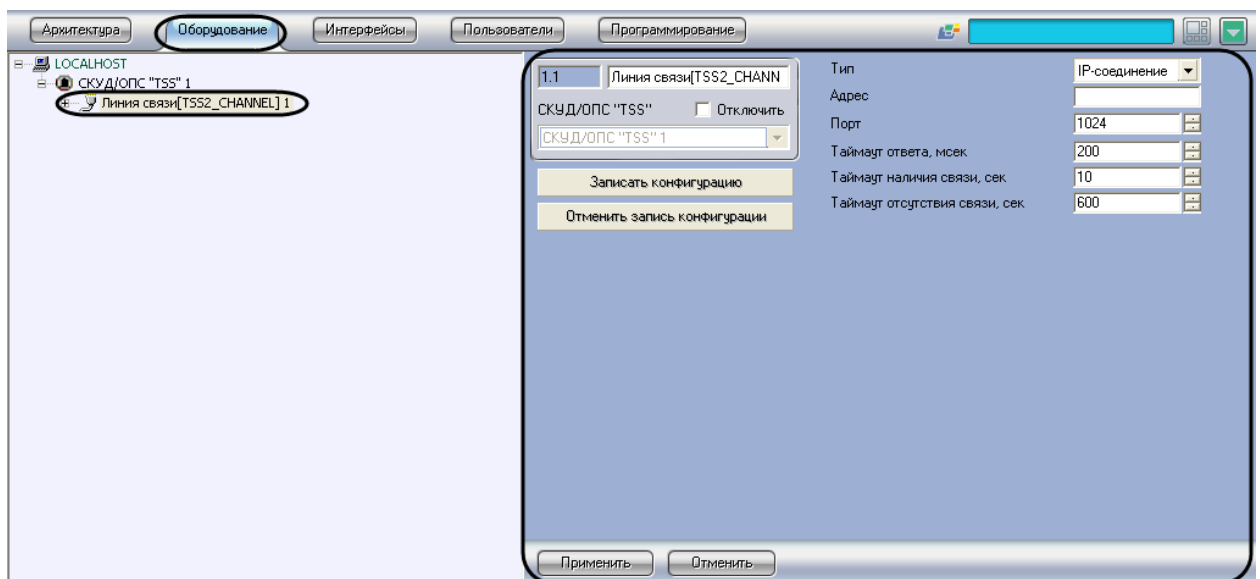 Архитектура Оборудование Интерфейсы Пользователи Программирование
LOCALHOST
СКУД/ОПС "TSS" 1
Линия связи[TSS2_CHANNEL] 1
1.1 Линия связи[TSS2_CHANN
СКУД/ОПС "TSS" Отключить
СКУД/ОПС "TSS" 1
Записать конфигурацию
Отменить запись конфигурации
Тип IP-соединение
Адрес
Порт 1024
Таймаут ответа, мсек 200
Таймаут наличия связи, сек 10
Таймаут отсутствия связи, сек 600
Применить Отменить